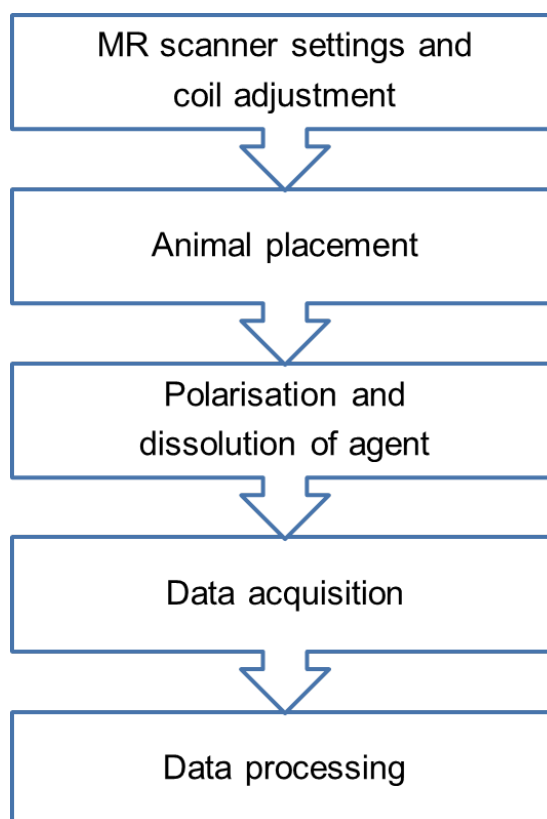 MR scanner settings and
coil adjustment
Animal placement
Polarisation and
dissolution of agent
Data acquisition
Data processing